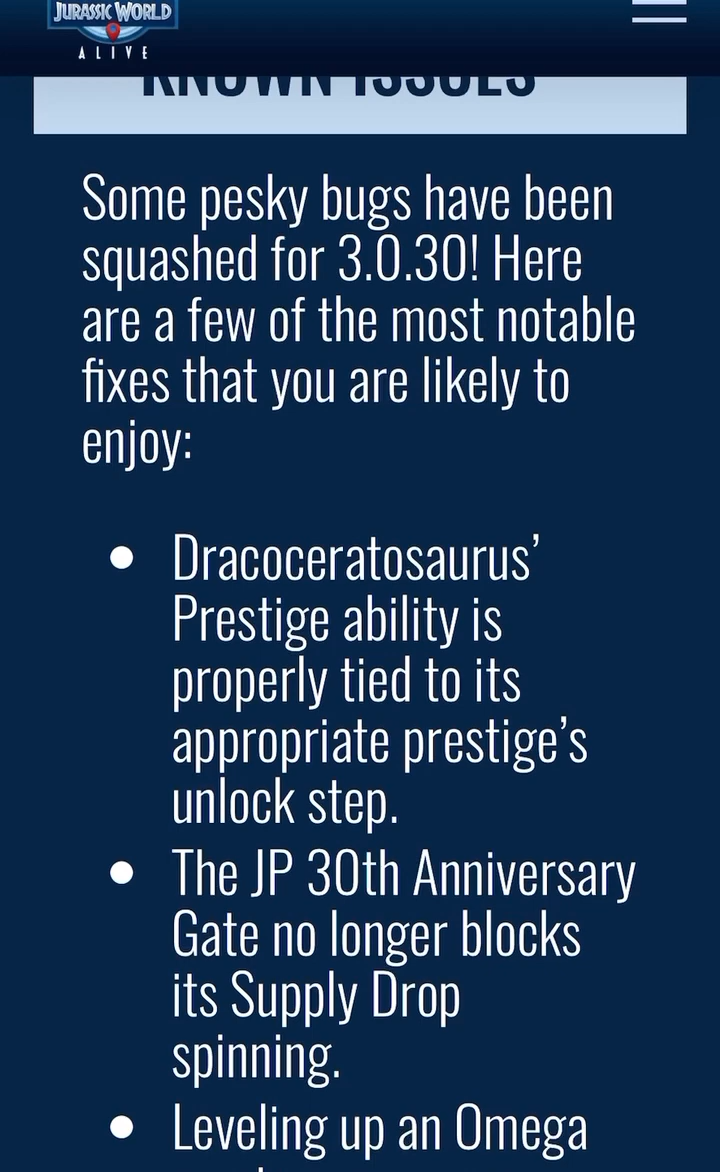 JURASSIC WORLD
ALIVE
KNOWN ISSUES
Some pesky bugs have been
squashed for 3.0.30! Here
are a few of the most notable
fixes that you are likely to
enjoy:
Dracoceratosaurus’
Prestige ability is
properly tied to its
appropriate prestige’s
unlock step.
The JP 30th Anniversary
Gate no longer blocks
its Supply Drop
spinning.
Leveling up an Omega